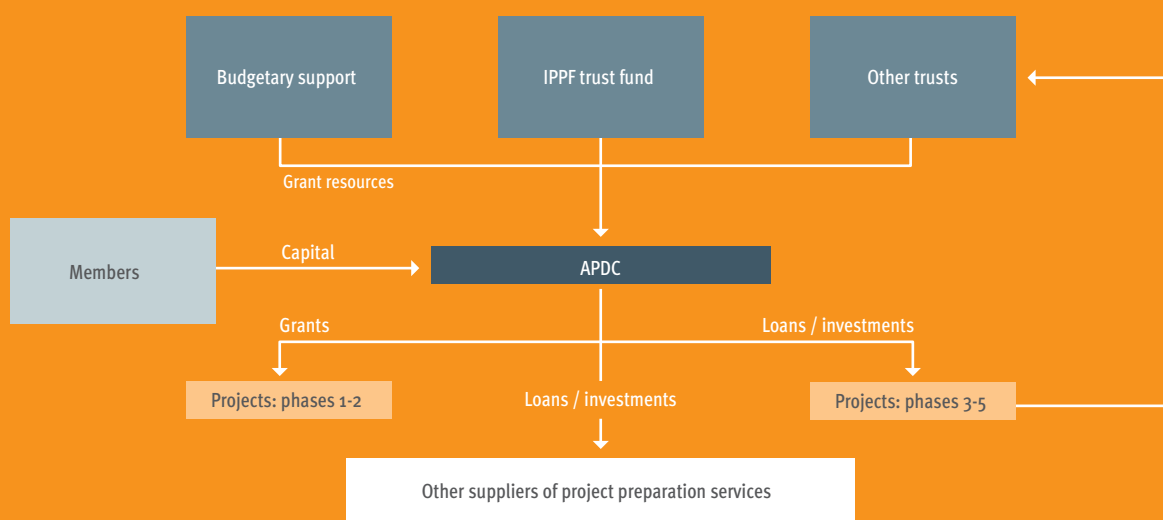 Budgetary support
IPPF trust fund
Other trusts
Grant resources
Members
Capital
APDC
Grants
Loans / investments
Projects: phases 1-2
Loans / investments
Projects: phases 3-5
Other suppliers of project preparation services